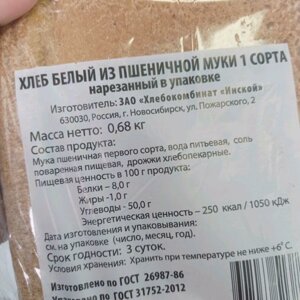 ХЛЕБ БЕЛЫЙ ИЗ ПШЕНИЧНОЙ МУКИ 1 СОРТА
нарезанный в упаковке
Изготовитель: ЗАО «Хлебокомбинат «Инской»
630030, Россия, г. Новосибирск, ул. Пожарского, 2
Масса нетто: 0,68 кг
Состав продукта:
Мука пшеничная первого сорта, вода питьевая, соль
поваренная пищевая, дрожжи хлебопекарные.
Пищевая ценность в 100 г продукта:
Белки – 8,0 г
Жиры -1,0 г
Углеводы - 50,0 г
Энергетическая ценность – 250 ккал / 1050 кДж
Дата изготовления и упаковывания:
см. на упаковке (число, месяц, год).
Срок годности: 3 суток.
Условия хранения: Хранить при температуре не ниже +6° С.
Изготовлено по ГОСТ 26987-86
Упаковано по ГОСТ 31752-2012